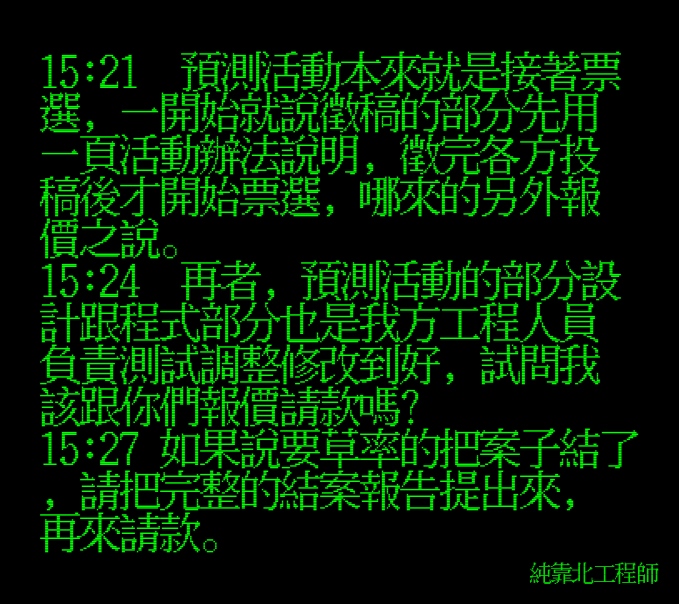 15:21  預測活動本來就是接著票
選, 一開始就說徵稿的部分先用
一頁活動辦法說明, 徵完各方投
稿後才開始票選, 哪來的另外報
價之說。
15:24  再者, 預測活動的部分設
計跟程式部分也是我方工程人員
負責測試調整修改到好, 試問我
該跟你們報價請款嗎?
15:27 如果說要草率的把案子結了
, 請把完整的結案報告提出來,
再來請款。
純靠北工程師